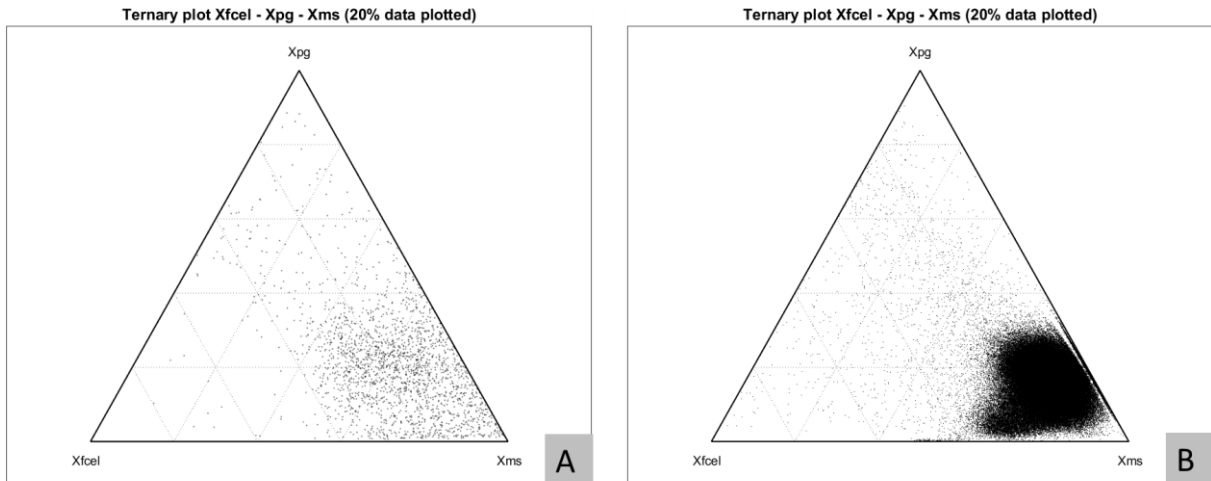 Ternary plot Xfcel - Xpg - Xms (20% data plotted)
Xpg
Xfcel
Xms
A
Ternary plot Xfcel - Xpg - Xms (20% data plotted)
Xpg
Xfcel
Xms
B